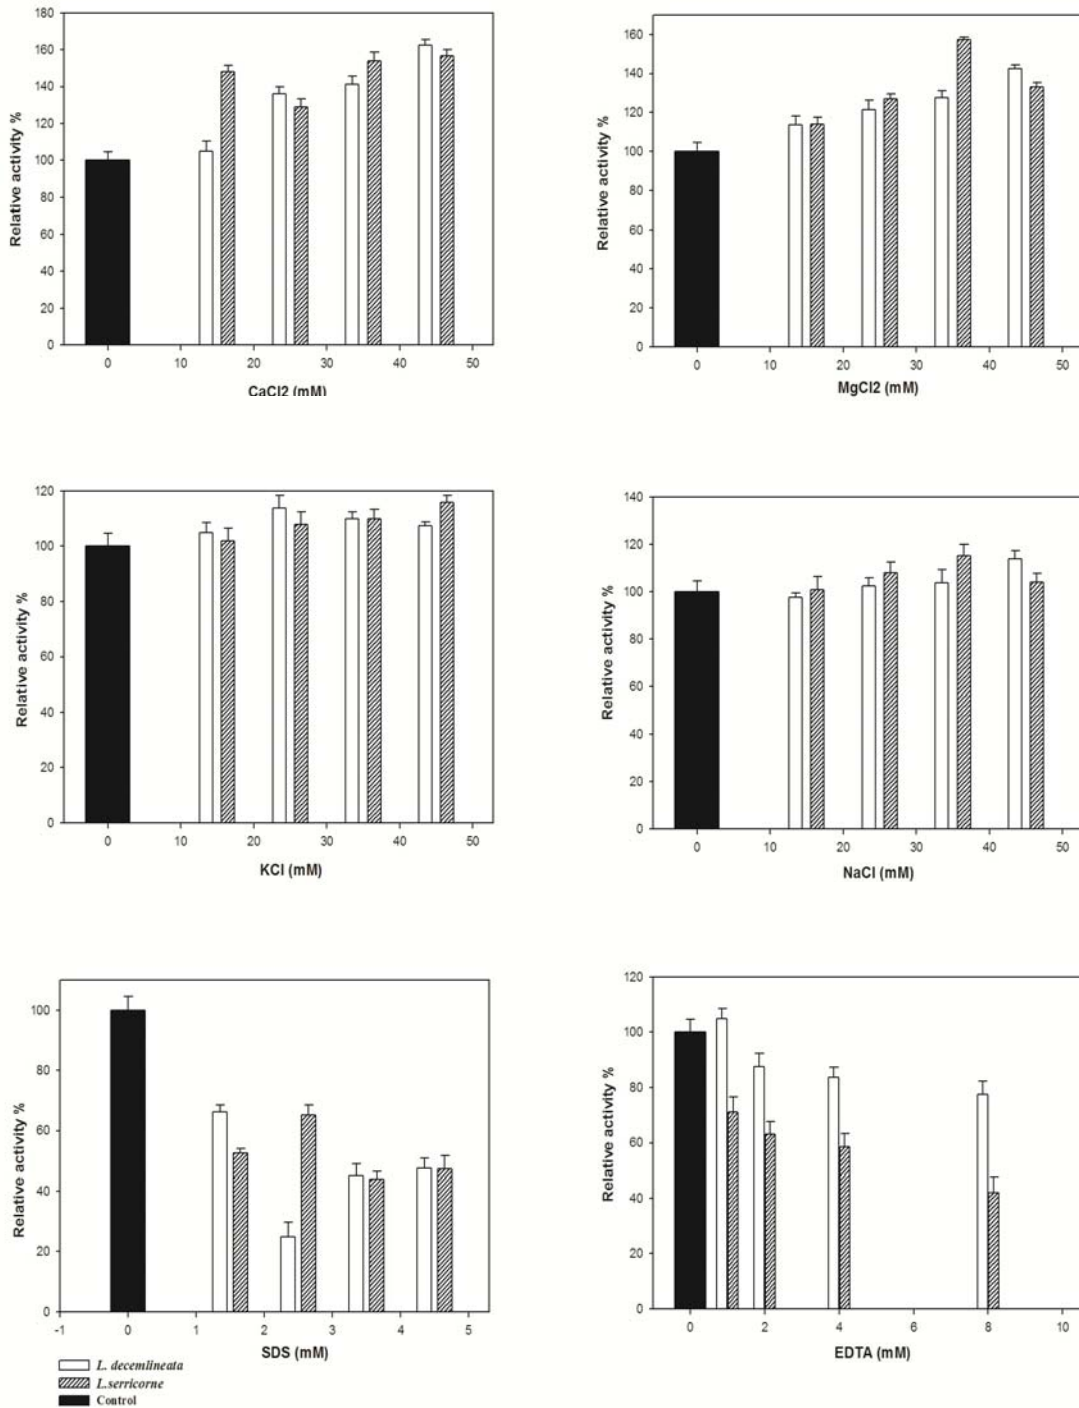 180
160
140
120
100
80
60
40
20
0
Relative activity %
0 10 20 30 40 50
CaCl2 (mM)
160
140
120
100
80
60
40
20
0
Relative activity %
0 10 20 30 40 50
MgCl2 (mM)
120
100
80
60
40
20
0
Relative activity %
0 10 20 30 40 50
KCl (mM)
140
120
100
80
60
40
20
0
Relative activity %
0 10 20 30 40 50
NaCl (mM)
100
80
60
40
20
0
Relative activity %
-1 0 1 2 3 4 5
SDS (mM)
120
100
80
60
40
20
0
Relative activity %
0 2 4 6 8 10
EDTA (mM)
L. decemlineata
L.serricorne
Control